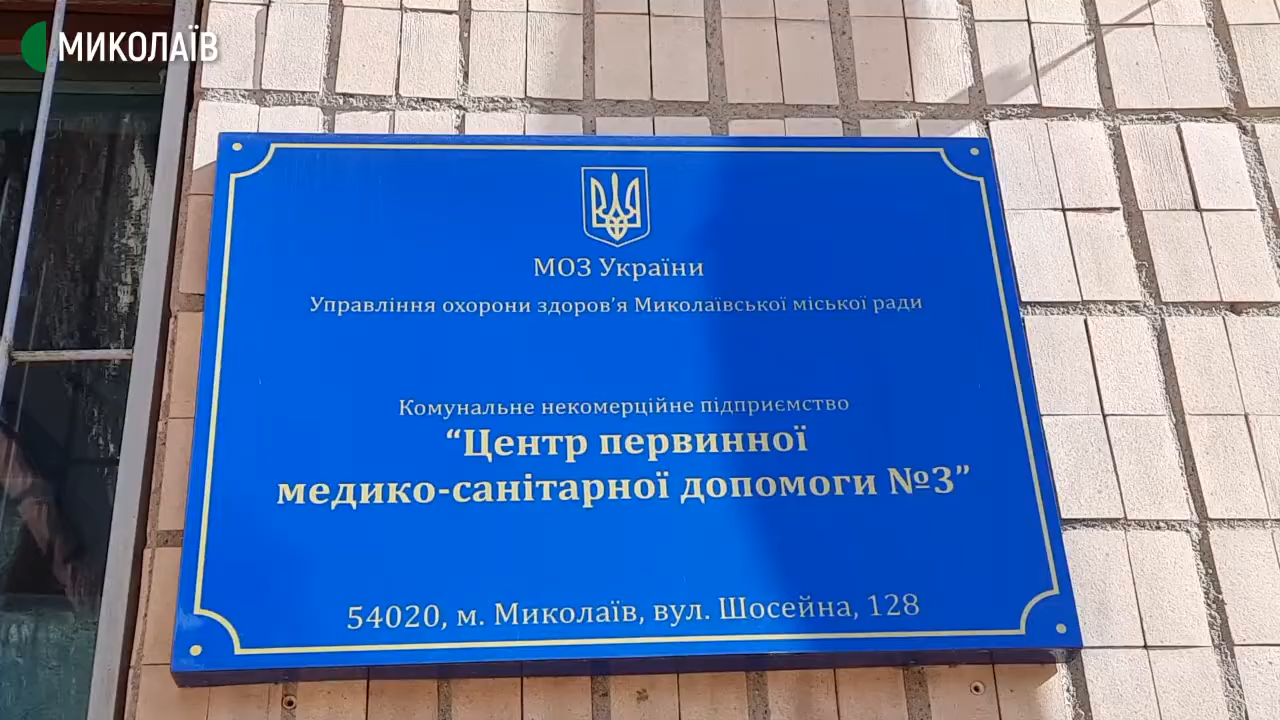 МИКОЛАЇВ
МОЗ України
Управління охорони здоров’я Миколаївської міської ради
Комунальне некомерційне підприємство
“Центр первинної
медико-санітарної допомоги №3”
54020, м. Миколаїв, вул. Шосейна, 128